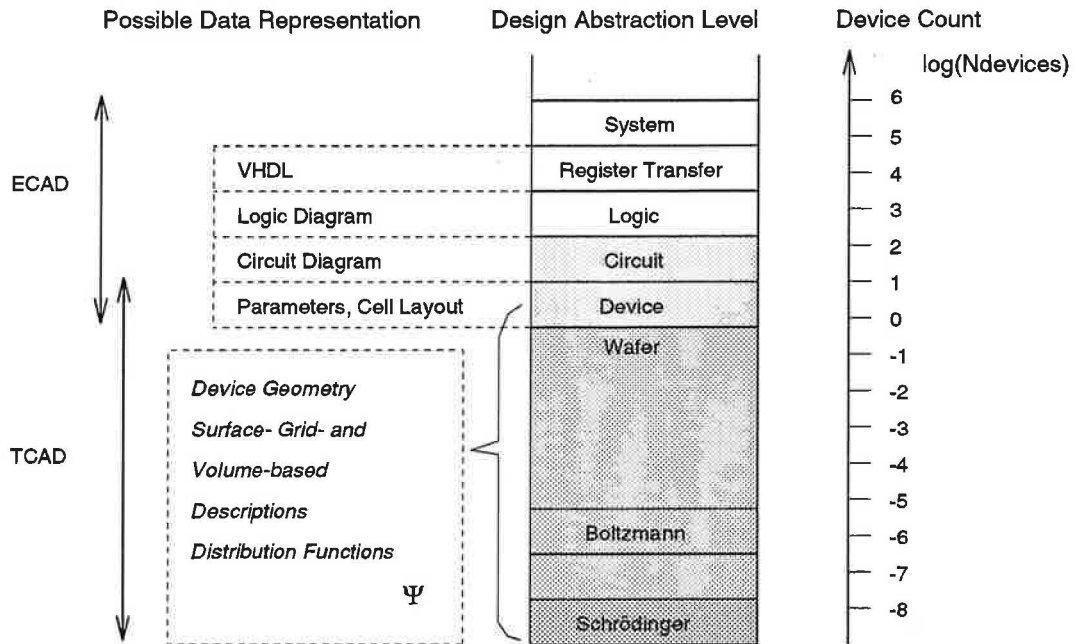 Possible Data Representation
Design Abstraction Level
Device Count
log(Ndevices)
6
System
5
ECAD
VHDL
Register Transfer
4
Logic Diagram
Logic
3
2
Circuit Diagram
Circuit
1
Parameters, Cell Layout
Device
0
Wafer
-1
Device Geometry
-2
Surface- Grid- and
-3
TCAD
Volume-based
-4
Descriptions
-5
Distribution Functions
Boltzmann
-6
-7
Ψ
Schrödinger
-8